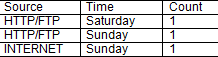 Source Time Count
HTTP/FTP Saturday 1
HTTP/FTP Sunday 1
INTERNET Sunday 1